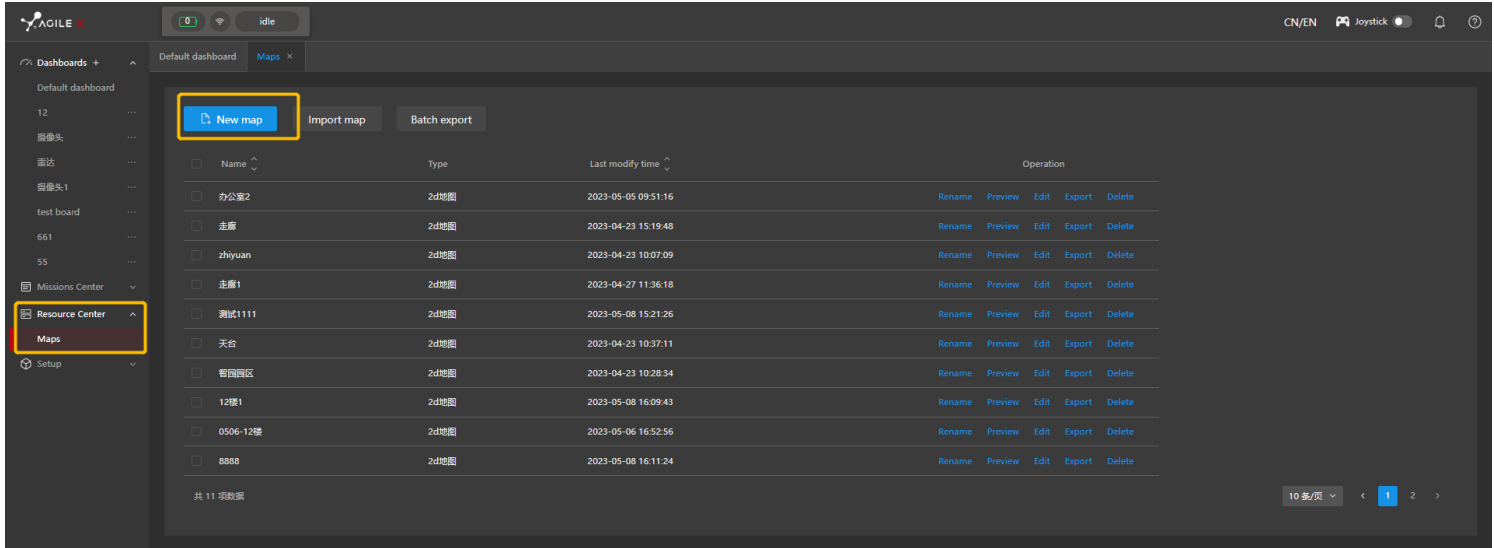 AGILEX
0 idle
CN/EN Joystick
Dashboards +
Default dashboard Maps ×
Default dashboard
12 ...
摄像头 ...
雷达 ...
摄像头1 ...
test board ...
661 ...
55 ...
Missions Center
Resource Center
Maps
Setup
New map Import map Batch export
Name Type Last modify time Operation
办公室2 2d地图 2023-05-05 09:51:16 Rename Preview Edit Export Delete
走廊 2d地图 2023-04-23 15:19:48 Rename Preview Edit Export Delete
zhiyuan 2d地图 2023-04-23 10:07:09 Rename Preview Edit Export Delete
走廊1 2d地图 2023-04-27 11:36:18 Rename Preview Edit Export Delete
测试1111 2d地图 2023-05-08 15:21:26 Rename Preview Edit Export Delete
天台 2d地图 2023-04-23 10:37:11 Rename Preview Edit Export Delete
智园园区 2d地图 2023-04-23 10:28:34 Rename Preview Edit Export Delete
12楼1 2d地图 2023-05-08 16:09:43 Rename Preview Edit Export Delete
0506-12楼 2d地图 2023-05-06 16:52:56 Rename Preview Edit Export Delete
8888 2d地图 2023-05-08 16:11:24 Rename Preview Edit Export Delete
共 11 项数据 10 条/页 < 1 2 >